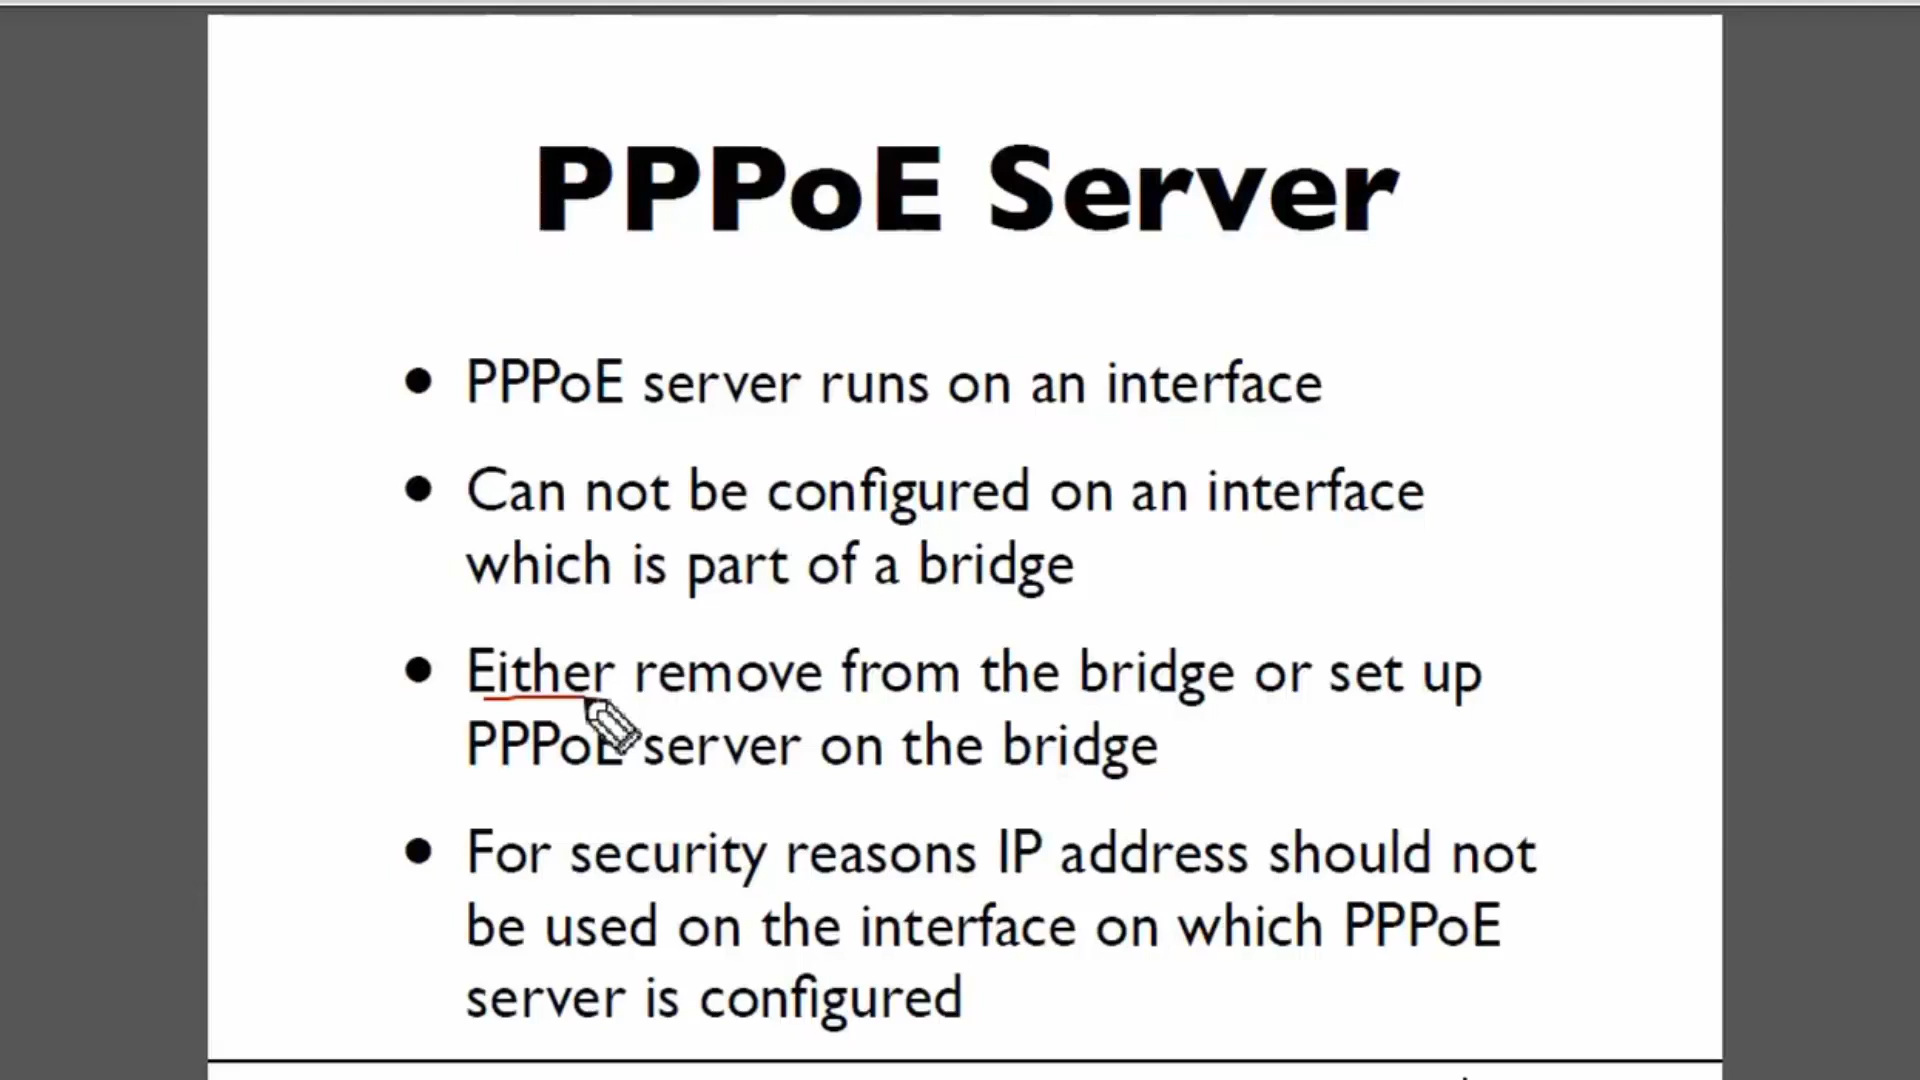 PPPoE Server
• PPPoE server runs on an interface
• Can not be configured on an interface
which is part of a bridge
• Either remove from the bridge or set up
PPPoE server on the bridge
• For security reasons IP address should not
be used on the interface on which PPPoE
server is configured